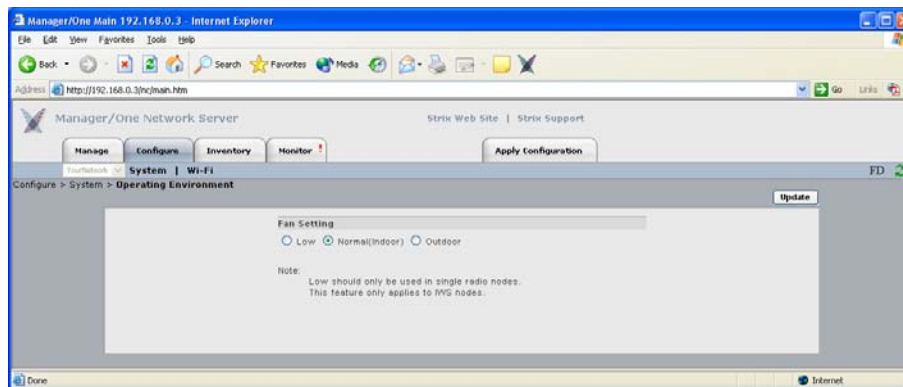 Manager/One Main 192.168.0.3 - Internet Explorer
File Edit View Favorites Tools Help
Back Search Favorites Media
Address http://192.168.0.3/nc/main.htm Go Links
Manager/One Network Server Strix Web Site | Strix Support
Manage Configure Inventory Monitor ! Apply Configuration
YourNetwork System | Wi-Fi FD
Configure > System > Operating Environment
Update
Fan Setting
Low Normal(Indoor) Outdoor
Note:
Low should only be used in single radio nodes.
This feature only applies to IWS nodes.
Done Internet